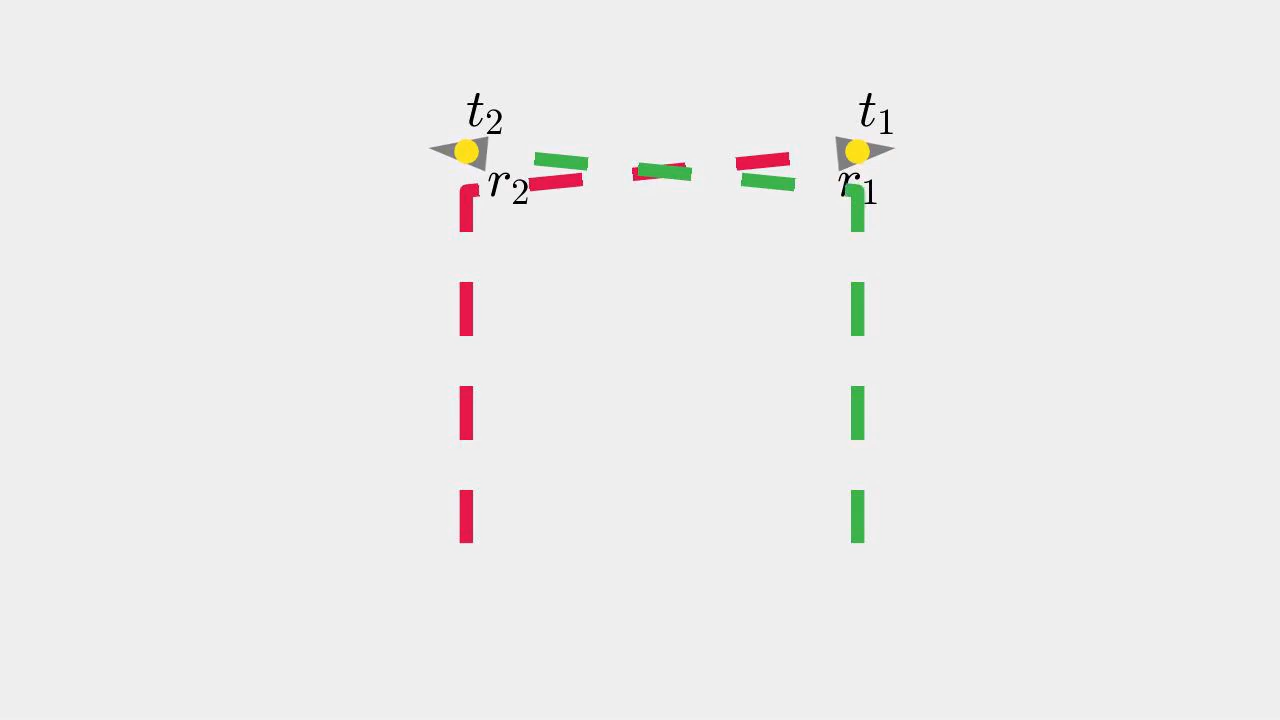 t₂ t₁
r₂ r₁